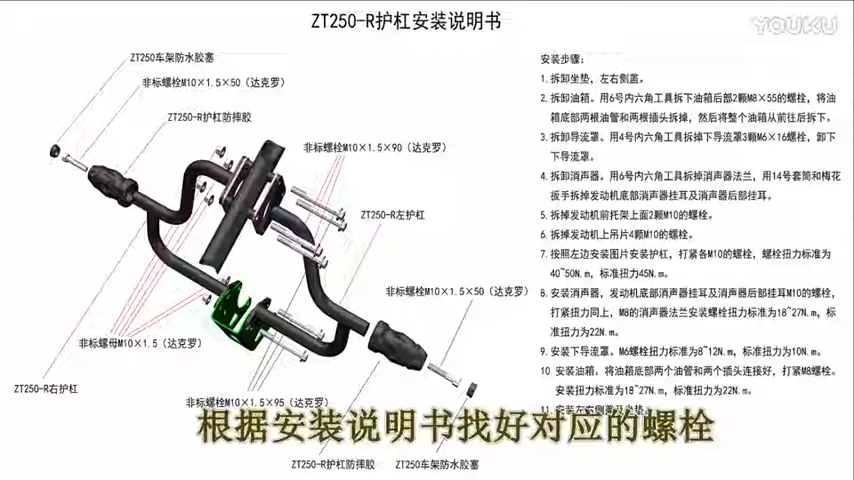 ZT250-R护杠安装说明书
YOUKU
ZT250车架防水胶塞
非标螺栓M10×1.5×50（达克罗）
ZT250-R护杠防摔胶
非标螺栓M10×1.5×90（达克罗）
ZT250-R左护杠
非标螺栓M10×1.5×50（达克罗）
非标螺母M10×1.5（达克罗）
ZT250-R右护杠
非标螺栓M10×1.5×95（达克罗）
ZT250-R护杠防摔胶
ZT250车架防水胶塞
安装步骤：
1. 拆卸坐垫，左右侧盖。
2. 拆卸油箱。用6号内六角工具拆下油箱后部2颗M8×55的螺栓，将油
箱底部两根油管和两根插头拆掉，然后将整个油箱从前往后拆下。
3. 拆卸导流罩。用4号内六角工具拆掉下导流罩3颗M6×16螺栓，卸下
下导流罩。
4. 拆卸消声器。用6号内六角工具拆掉消声器法兰，用14号套筒和梅花
扳手拆掉发动机底部消声器挂耳及消声器后部挂耳。
5. 拆掉发动机前托架上面2颗M10的螺栓。
6. 拆掉发动机上吊片4颗M10的螺栓。
7. 按照左边安装图片安装护杠，打紧各M10的螺栓，螺栓扭力标准为
40~50N.m，标准扭力45N.m。
8. 安装消声器，发动机底部消声器挂耳及消声器后部挂耳M10的螺栓，
打紧扭力同上，M8的消声器法兰安装螺栓扭力标准为18~27N.m，标
准扭力为22N.m。
9. 安装下导流罩。M6螺栓扭力标准为8~12N.m，标准扭力为10N.m。
10. 安装油箱。将油箱底部两个油管和两个插头连接好，打紧M8螺栓。
安装扭力标准为18~27N.m，标准扭力为22N.m。
11. 安装左右侧盖及坐垫。
根据安装说明书找好对应的螺栓